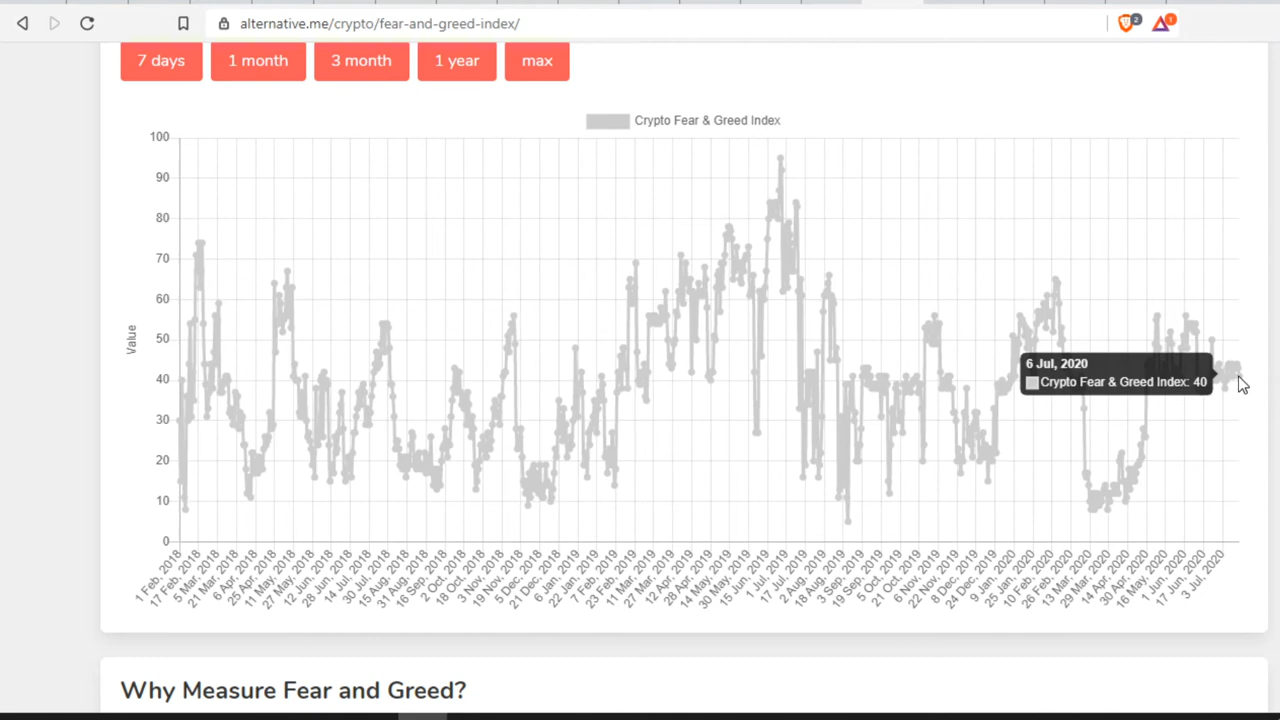 alternative.me/crypto/fear-and-greed-index/
2
1
7 days
1 month
3 month
1 year
max
Crypto Fear & Greed Index
100
90
80
70
60
50
40
30
20
10
0
Value
6 Jul, 2020
Crypto Fear & Greed Index: 40
1 Feb, 2018
17 Feb, 2018
5 Mar, 2018
21 Mar, 2018
6 Apr, 2018
25 Apr, 2018
11 May, 2018
27 May, 2018
12 Jun, 2018
28 Jun, 2018
14 Jul, 2018
30 Jul, 2018
15 Aug, 2018
31 Aug, 2018
16 Sep, 2018
2 Oct, 2018
18 Oct, 2018
3 Nov, 2018
19 Nov, 2018
5 Dec, 2018
21 Dec, 2018
6 Jan, 2019
22 Jan, 2019
7 Feb, 2019
23 Feb, 2019
11 Mar, 2019
27 Mar, 2019
12 Apr, 2019
28 Apr, 2019
14 May, 2019
30 May, 2019
15 Jun, 2019
1 Jul, 2019
17 Jul, 2019
2 Aug, 2019
18 Aug, 2019
3 Sep, 2019
19 Sep, 2019
5 Oct, 2019
21 Oct, 2019
6 Nov, 2019
22 Nov, 2019
8 Dec, 2019
24 Dec, 2019
9 Jan, 2020
25 Jan, 2020
10 Feb, 2020
26 Feb, 2020
13 Mar, 2020
29 Mar, 2020
14 Apr, 2020
30 Apr, 2020
16 May, 2020
1 Jun, 2020
17 Jun, 2020
3 Jul, 2020
Why Measure Fear and Greed?